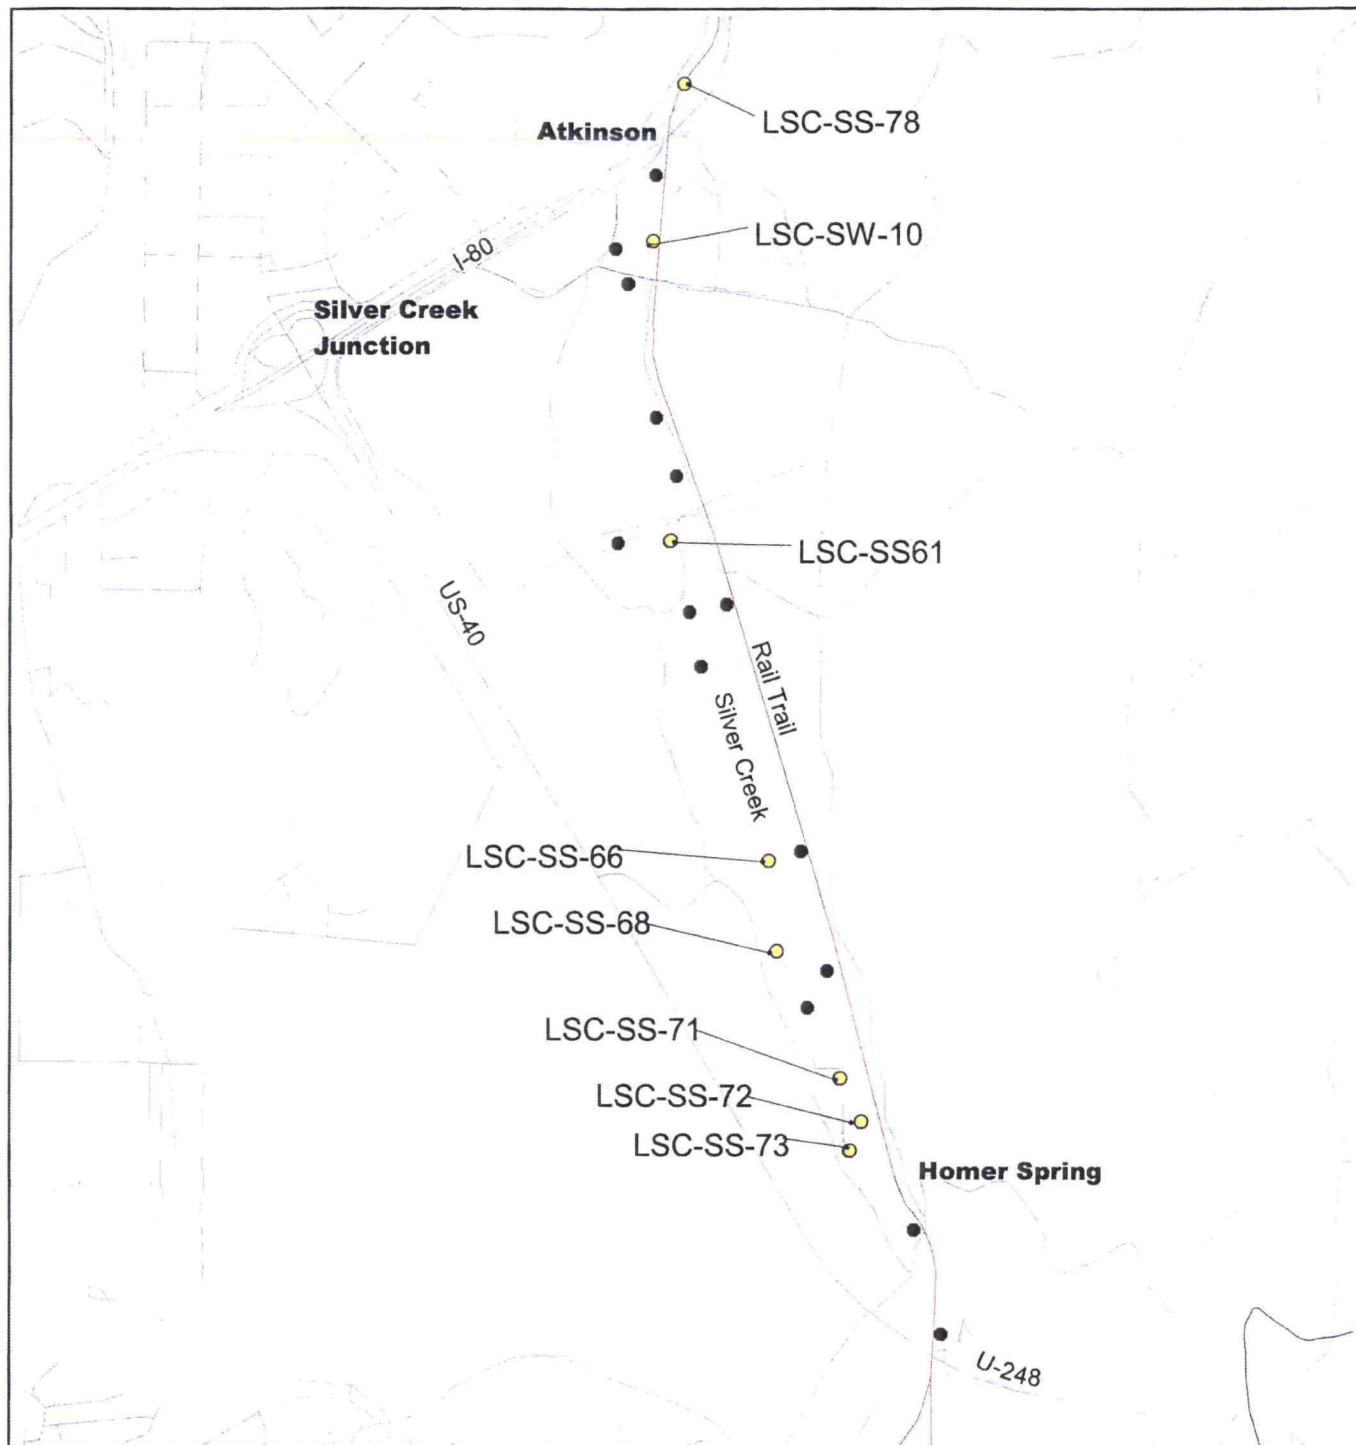 LSC-SS-78
Atkinson
LSC-SW-10
I-80
Silver Creek
Junction
LSC-SS61
US-40
Rail Trail
Silver Creek
LSC-SS-66
LSC-SS-68
LSC-SS-71
LSC-SS-72
LSC-SS-73
Homer Spring
U-248